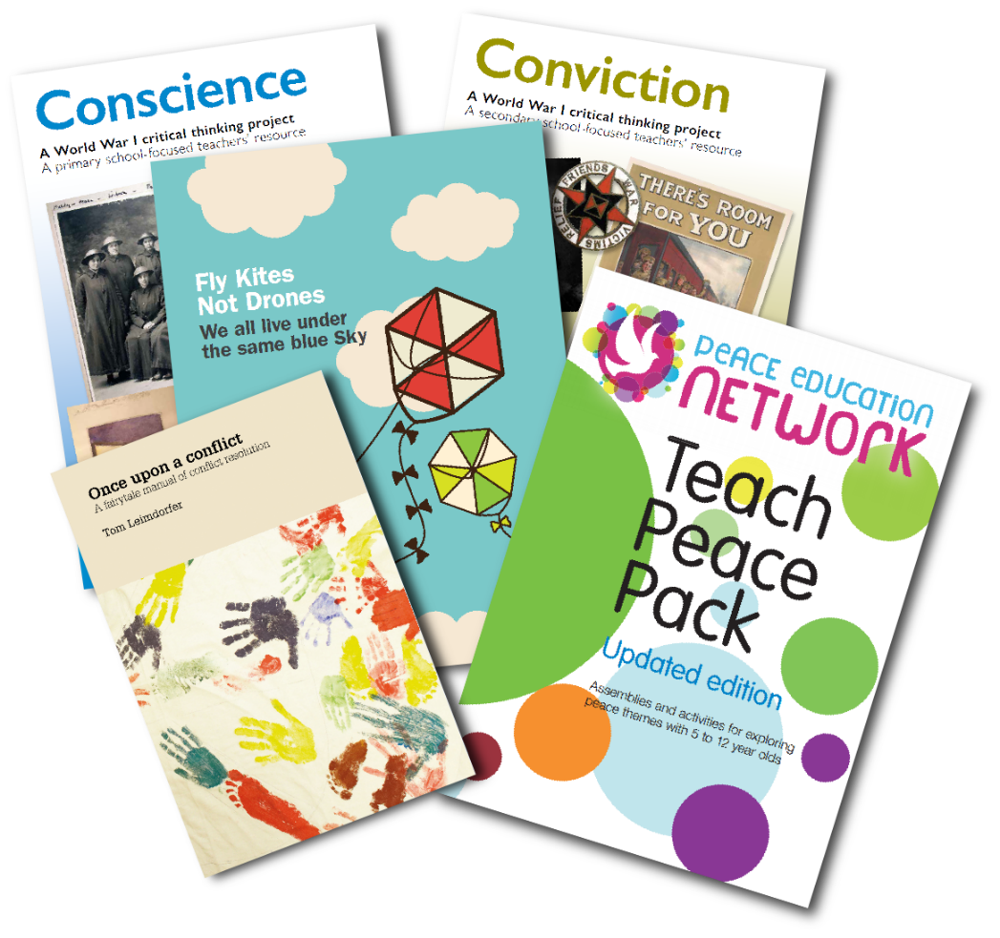 Conscience
A World War I critical thinking project
A primary school-focused teachers' resource
Conviction
A World War I critical thinking project
A secondary school-focused teachers' resource
FRIENDS WAR
VICTIMS
RELIEF
THERE'S ROOM
FOR YOU
Fly Kites
Not Drones
We all live under
the same blue Sky
Once upon a conflict
A fairytale manual of conflict resolution
Tom Leimdorfer
PEACE EDUCATION
NETWORK
Teach
Peace
Pack
Updated edition
Assemblies and activities for exploring
peace themes with 5 to 12 year olds